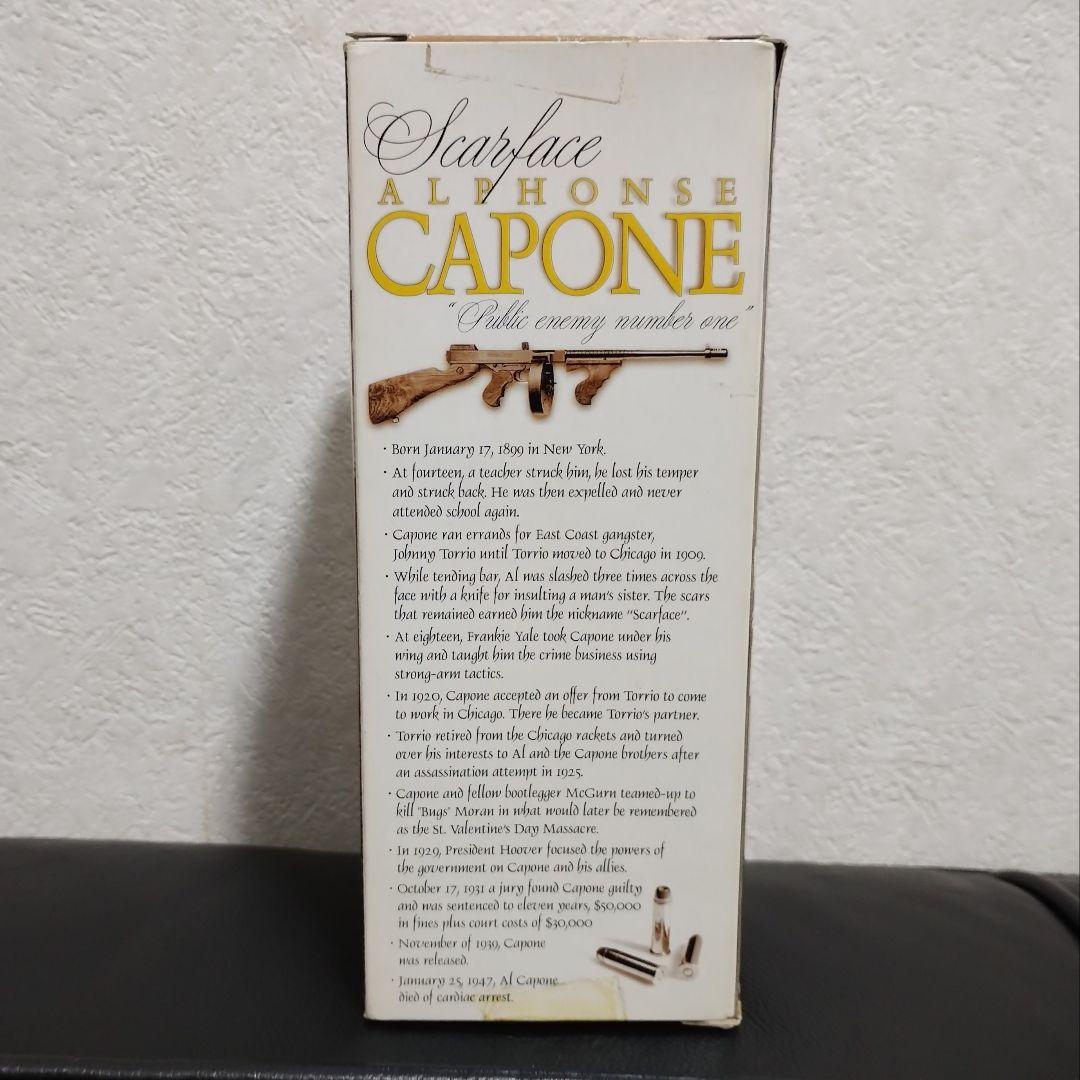 Scarface
ALPHONSE
CAPONE
"Public enemy number one"
· Born January 17, 1899 in New York.
· At fourteen, a teacher struck him, he lost his temper
and struck back. He was then expelled and never
attended school again.
· Capone ran errands for East Coast gangster,
Johnny Torrio until Torrio moved to Chicago in 1909.
· While tending bar, Al was slashed three times across the
face with a knife for insulting a man's sister. The scars
that remained earned him the nickname "Scarface".
· At eighteen, Frankie Yale took Capone under his
wing and taught him the crime business using
strong-arm tactics.
· In 1920, Capone accepted an offer from Torrio to come
to work in Chicago. There he became Torrio's partner.
· Torrio retired from the Chicago rackets and turned
over his interests to Al and the Capone brothers after
an assassination attempt in 1925.
· Capone and fellow bootlegger McGurn teamed-up to
kill "Bugs" Moran in what would later be remembered
as the St. Valentine's Day Massacre.
· In 1929, President Hoover focused the powers of
the government on Capone and his allies.
· October 17, 1931 a jury found Capone guilty
and was sentenced to eleven years, $50,000
in fines plus court costs of $30,000
· November of 1939, Capone
was released.
· January 25, 1947, Al Capone
died of cardiac arrest.